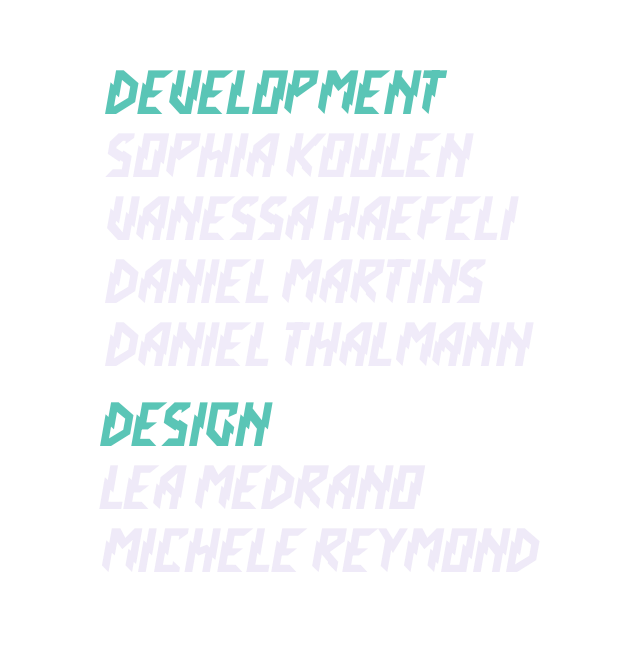 DEVELOPMENT
SOPHIA KOULEN
VANESSA HAEFELI
DANIEL MARTINS
DANIEL THALMANN
DESIGN
LEA MEDRANO
MICHELE REYMOND